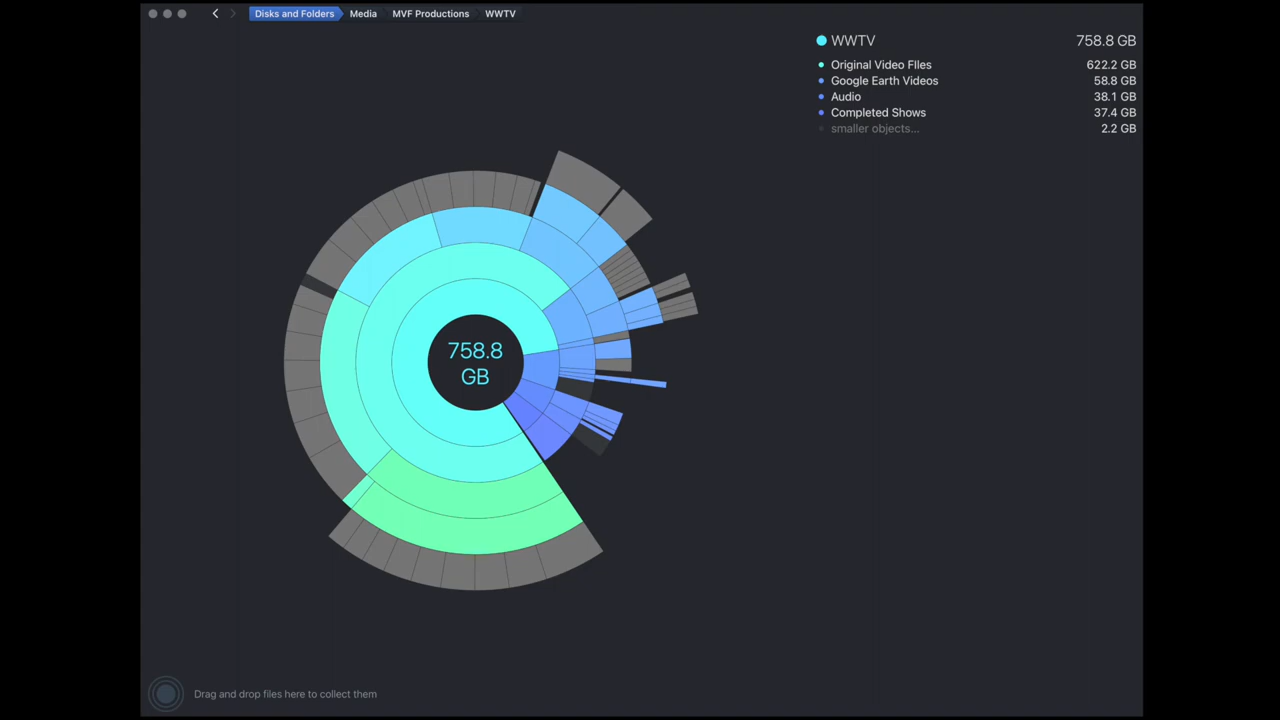 Disks and Folders Media MVF Productions WWTV
WWTV 758.8 GB
Original Video FIles 622.2 GB
Google Earth Videos 58.8 GB
Audio 38.1 GB
Completed Shows 37.4 GB
smaller objects... 2.2 GB
758.8
GB
Drag and drop files here to collect them